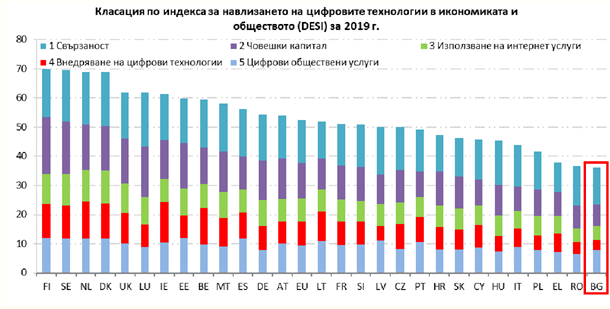 Класация по индекса за навлизането на цифровите технологии в икономиката и
обществото (DESI) за 2019 г.
80
70
60
50
40
30
20
10
0
1 Свързаност
2 Човешки капитал
3 Използване на интернет услуги
4 Внедряване на цифрови технологии
5 Цифрови обществени услуги
FI SE NL DK UK LU IE EE BE MT ES DE AT EU LT FR SI LV CZ PT HR SK CY HU IT PL EL RO BG